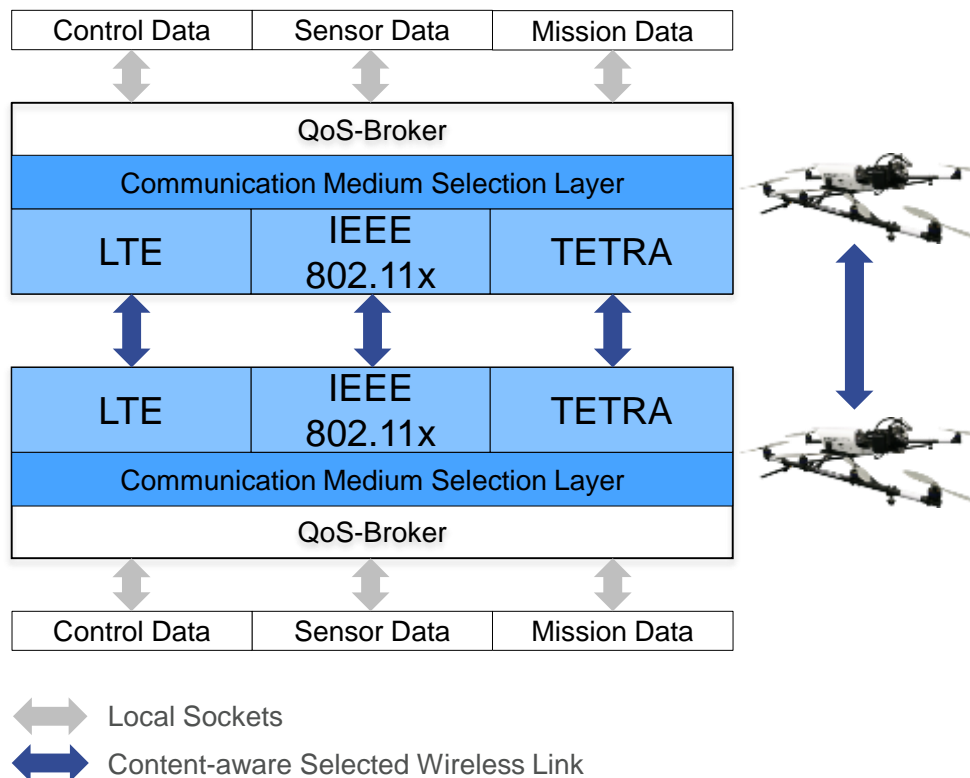 Control Data Sensor Data Mission Data
QoS-Broker
Communication Medium Selection Layer
LTE IEEE 802.11x TETRA
LTE IEEE 802.11x TETRA
Communication Medium Selection Layer
QoS-Broker
Control Data Sensor Data Mission Data
Local Sockets
Content-aware Selected Wireless Link